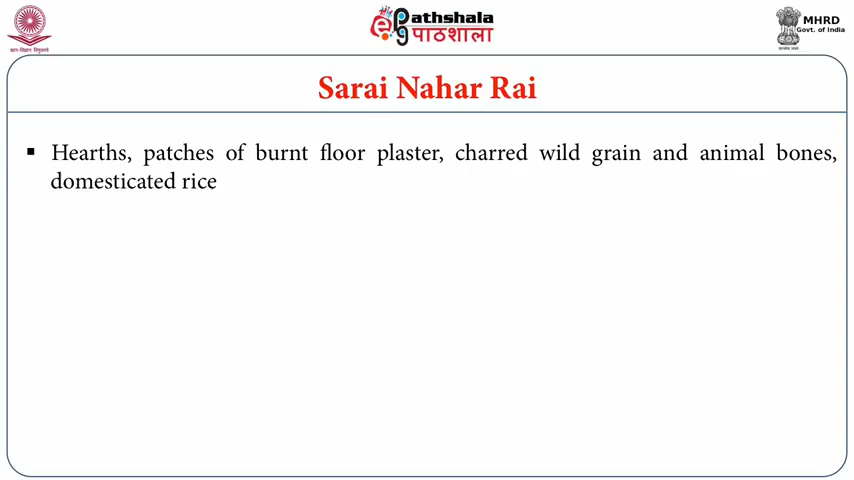 ePathshala
पाठशाला
MHRD
Govt. of India
Sarai Nahar Rai
▪ Hearths, patches of burnt floor plaster, charred wild grain and animal bones,
domesticated rice